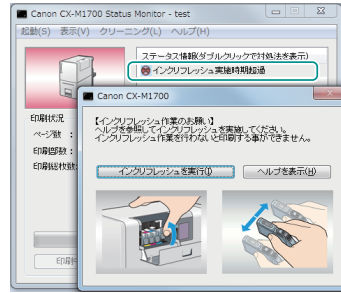 Canon CX-M1700 Status Monitor - test
起動(S) 表示(V) クリーニング(L) ヘルプ(H)
ステータス情報(ダブルクリックで対処法を表示)
インクリフレッシュ実施時期超過
Canon CX-M1700
印刷状況
ページ数 :
印刷部数 :
印刷総枚数:
【インクリフレッシュ作業のお願い】
ヘルプを参照してインクリフレッシュを実施してください。
インクリフレッシュ作業を行わないと印刷する事ができません。
インクリフレッシュを実行(I)
ヘルプを表示(H)